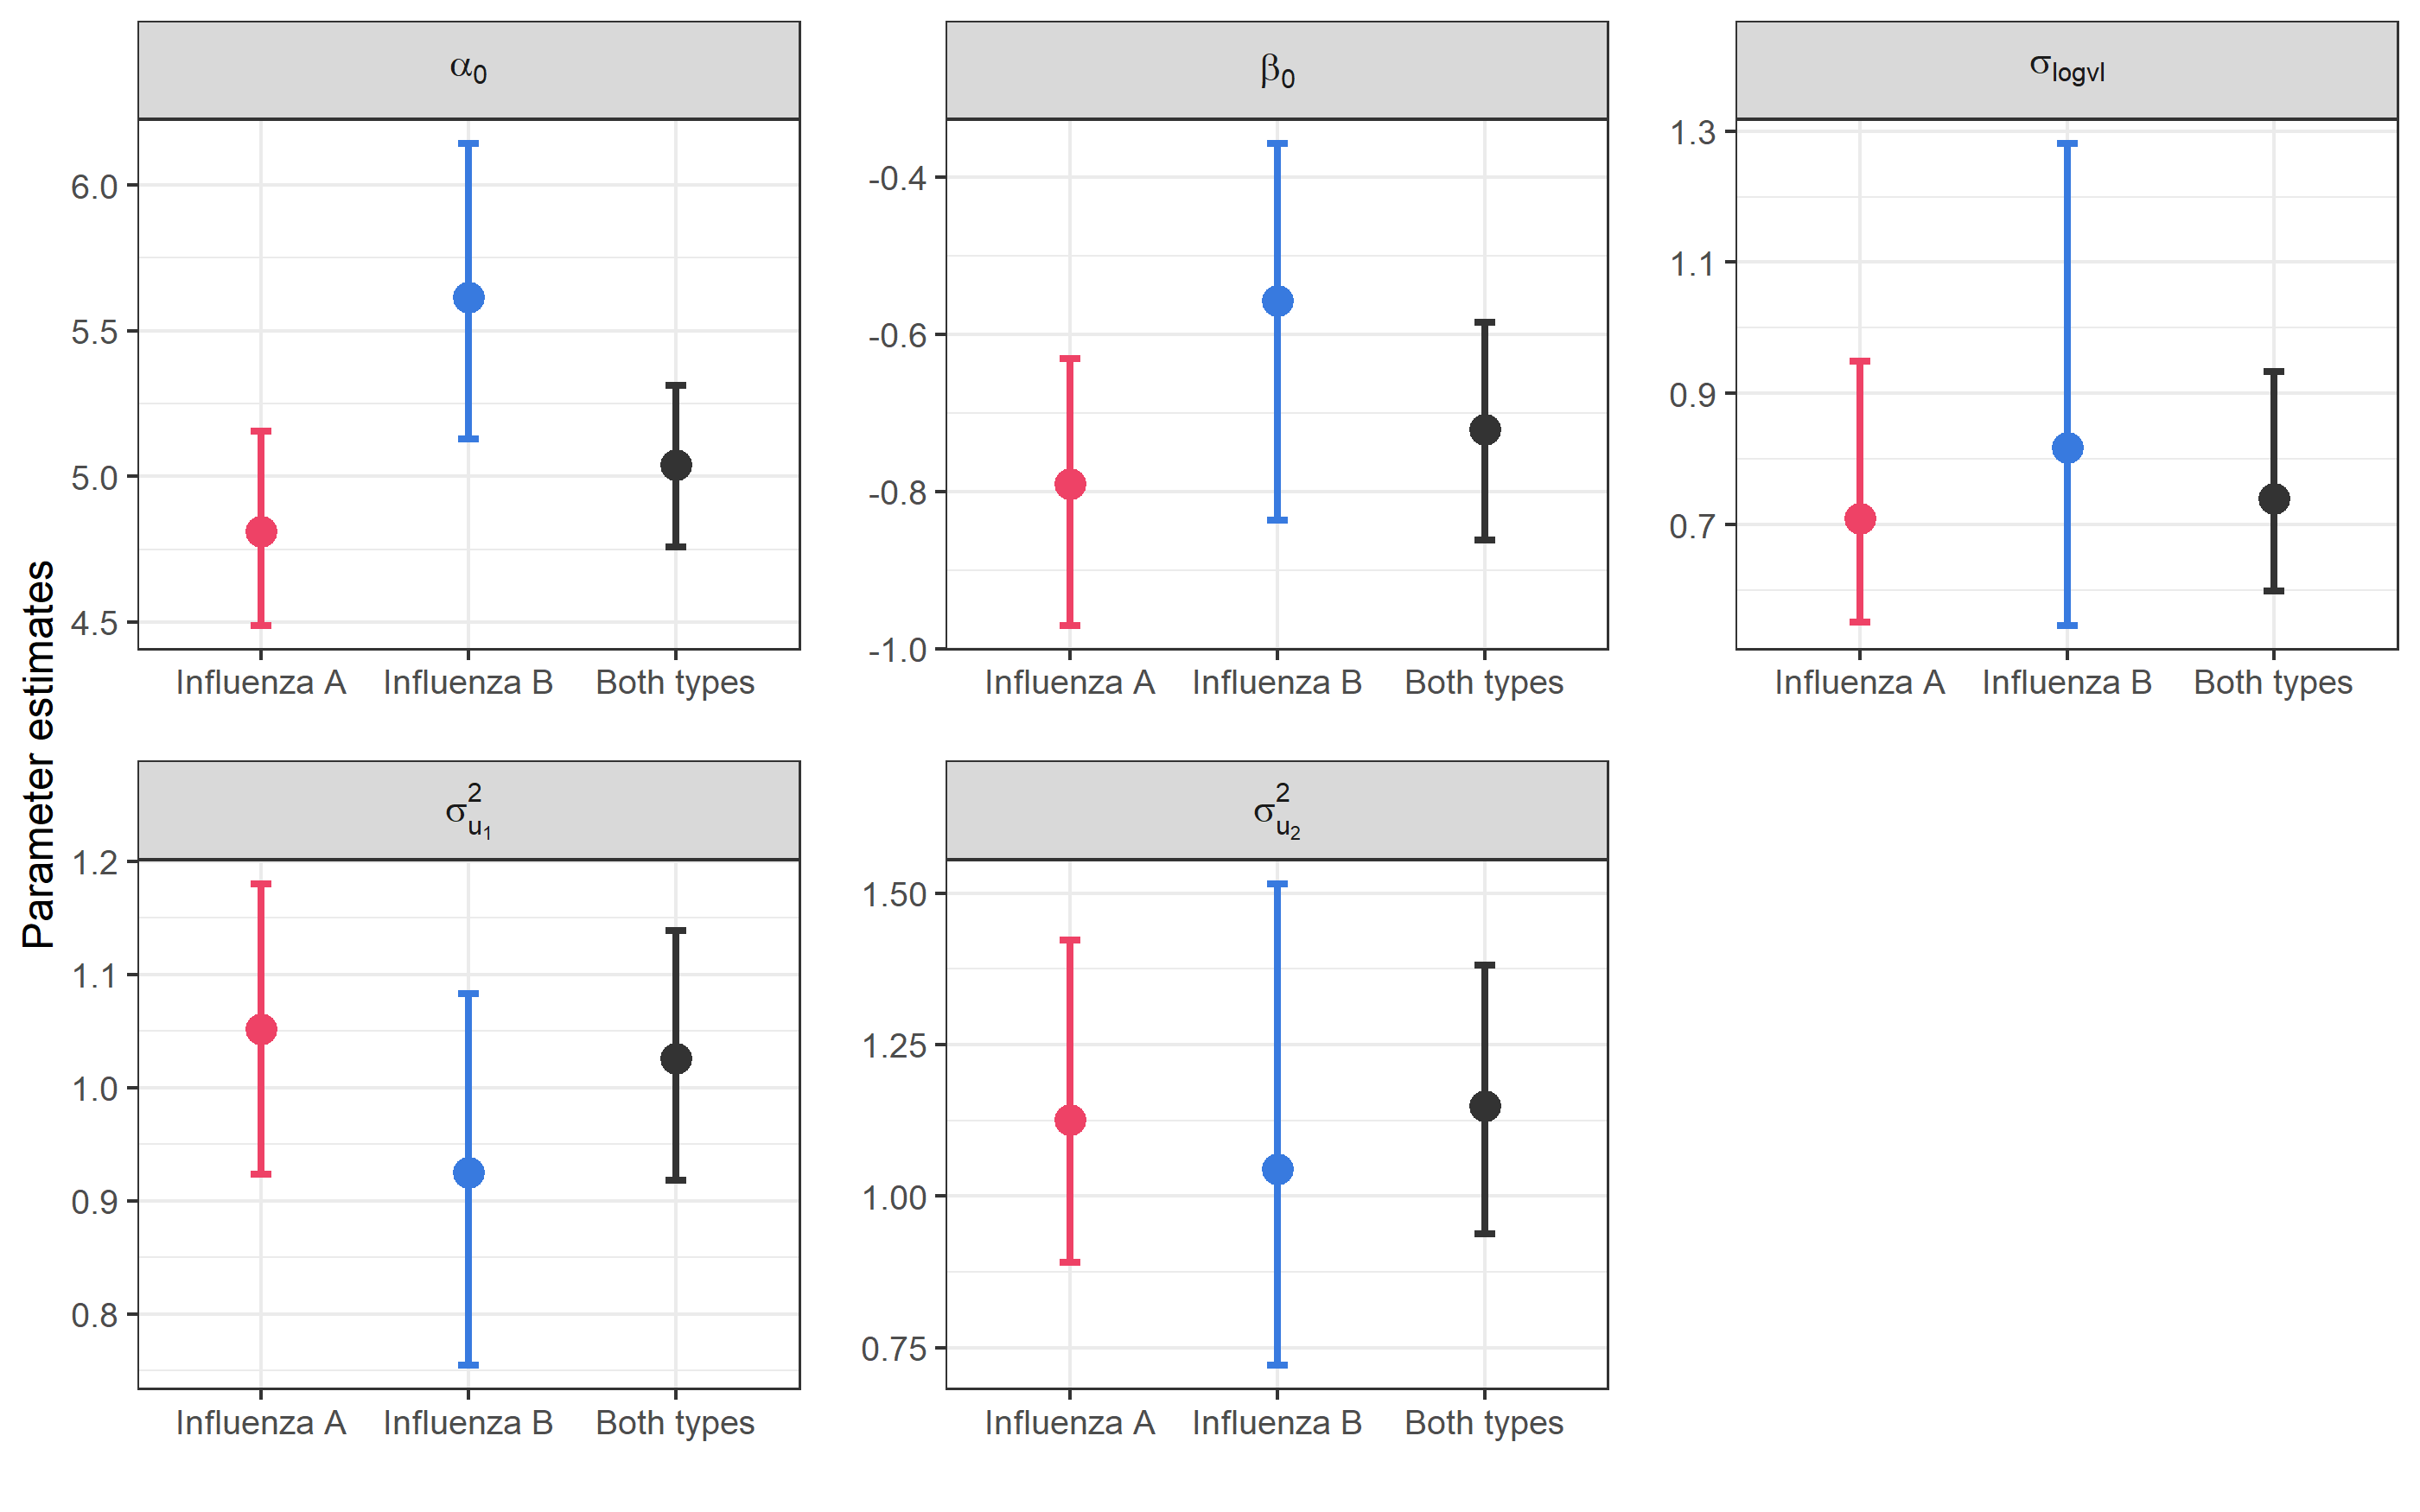 α0
β0
σlogvl
6.0
5.5
5.0
4.5
-0.4
-0.6
-0.8
-1.0
1.3
1.1
0.9
0.7
Influenza A Influenza B Both types
Influenza A Influenza B Both types
Influenza A Influenza B Both types
Parameter estimates
σ2u1
σ2u2
1.2
1.1
1.0
0.9
0.8
1.50
1.25
1.00
0.75
Influenza A Influenza B Both types
Influenza A Influenza B Both types